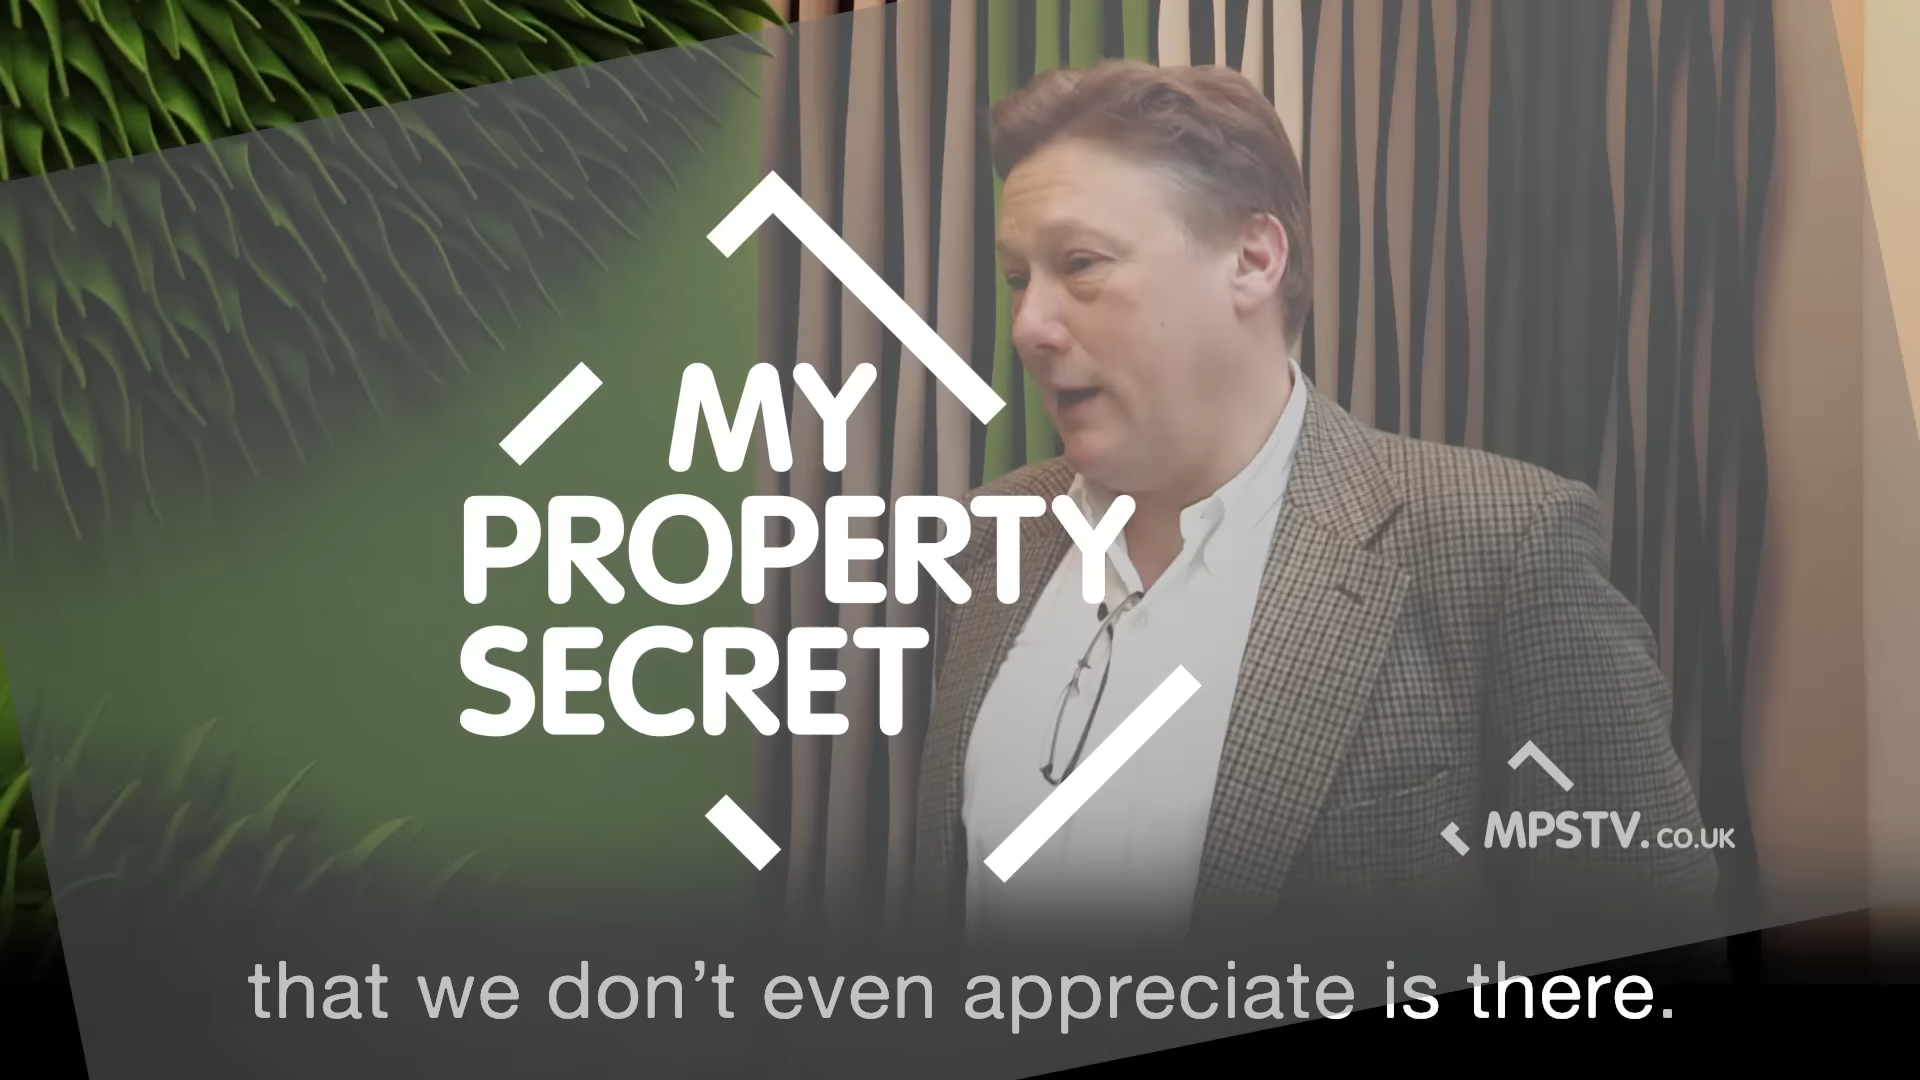 MY
PROPERTY
SECRET
MPSTV.CO.UK
that we don’t even appreciate is there.